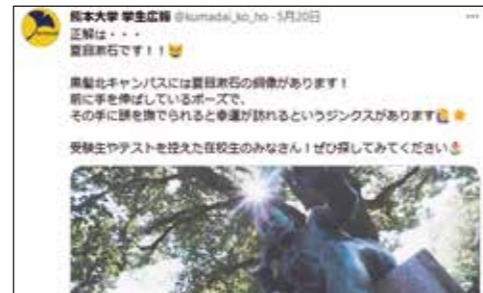 熊本大学 学生広報 @kumadai_ko_ho・5月20日
正解は・・・
夏目漱石です！！😸
黒髪北キャンパスには夏目漱石の銅像があります！
前に手を伸ばしているポーズで、
その手に頭を撫でられると幸運が訪れるというジンクスがあります
受験生やテストを控えた在校生のみなさん！ぜひ探してみてください